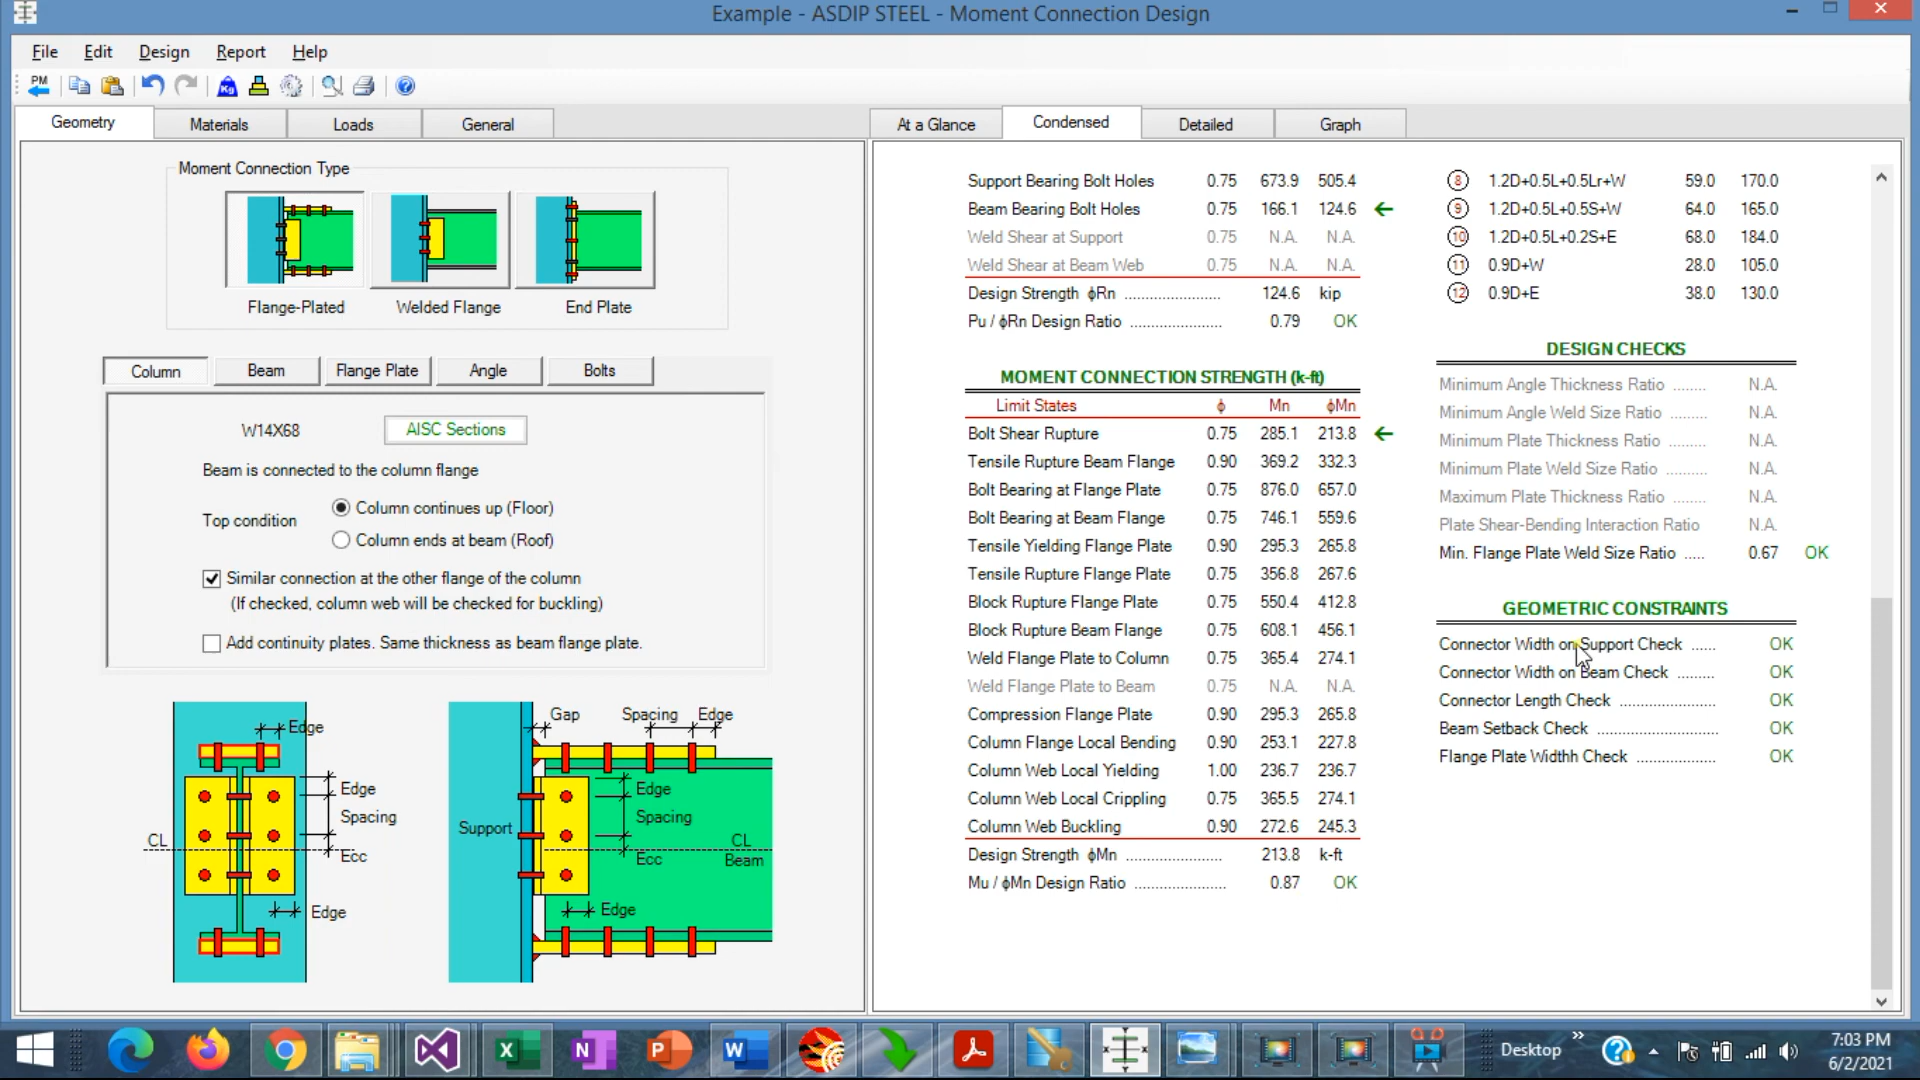 Example - ASDIP STEEL - Moment Connection Design
File Edit Design Report Help
PM
Kg
Geometry Materials Loads General
Moment Connection Type
Flange-Plated Welded Flange End Plate
Column Beam Flange Plate Angle Bolts
W14X68 AISC Sections
Beam is connected to the column flange
Top condition
Column continues up (Floor)
Column ends at beam (Roof)
Similar connection at the other flange of the column
(If checked, column web will be checked for buckling)
Add continuity plates. Same thickness as beam flange plate.
Edge
Edge
Spacing
CL
Ecc
Edge
Gap Spacing Edge
Edge
Spacing
Support
CL
Ecc
Beam
Edge
At a Glance Condensed Detailed Graph
Support Bearing Bolt Holes 0.75 673.9 505.4
Beam Bearing Bolt Holes 0.75 166.1 124.6
Weld Shear at Support 0.75 N.A. N.A.
Weld Shear at Beam Web 0.75 N.A. N.A.
Design Strength ϕRn ...................... 124.6 kip
Pu / ϕRn Design Ratio ..................... 0.79 OK
MOMENT CONNECTION STRENGTH (k-ft)
Limit States ϕ Mn ϕMn
Bolt Shear Rupture 0.75 285.1 213.8
Tensile Rupture Beam Flange 0.90 369.2 332.3
Bolt Bearing at Flange Plate 0.75 876.0 657.0
Bolt Bearing at Beam Flange 0.75 746.1 559.6
Tensile Yielding Flange Plate 0.90 295.3 265.8
Tensile Rupture Flange Plate 0.75 356.8 267.6
Block Rupture Flange Plate 0.75 550.4 412.8
Block Rupture Beam Flange 0.75 608.1 456.1
Weld Flange Plate to Column 0.75 365.4 274.1
Weld Flange Plate to Beam 0.75 N.A. N.A.
Compression Flange Plate 0.90 295.3 265.8
Column Flange Local Bending 0.90 253.1 227.8
Column Web Local Yielding 1.00 236.7 236.7
Column Web Local Crippling 0.75 365.5 274.1
Column Web Buckling 0.90 272.6 245.3
Design Strength ϕMn ...................... 213.8 k-ft
Mu / ϕMn Design Ratio ..................... 0.87 OK
8 1.2D+0.5L+0.5Lr+W 59.0 170.0
9 1.2D+0.5L+0.5S+W 64.0 165.0
10 1.2D+0.5L+0.2S+E 68.0 184.0
11 0.9D+W 28.0 105.0
12 0.9D+E 38.0 130.0
DESIGN CHECKS
Minimum Angle Thickness Ratio ........ N.A.
Minimum Angle Weld Size Ratio ........ N.A.
Minimum Plate Thickness Ratio ........ N.A.
Minimum Plate Weld Size Ratio ......... N.A.
Maximum Plate Thickness Ratio ....... N.A.
Plate Shear-Bending Interaction Ratio N.A.
Min. Flange Plate Weld Size Ratio ..... 0.67 OK
GEOMETRIC CONSTRAINTS
Connector Width on Support Check ...... OK
Connector Width on Beam Check ......... OK
Connector Length Check ....................... OK
Beam Setback Check ............................ OK
Flange Plate Widthh Check ................... OK
Desktop
7:03 PM
6/2/2021